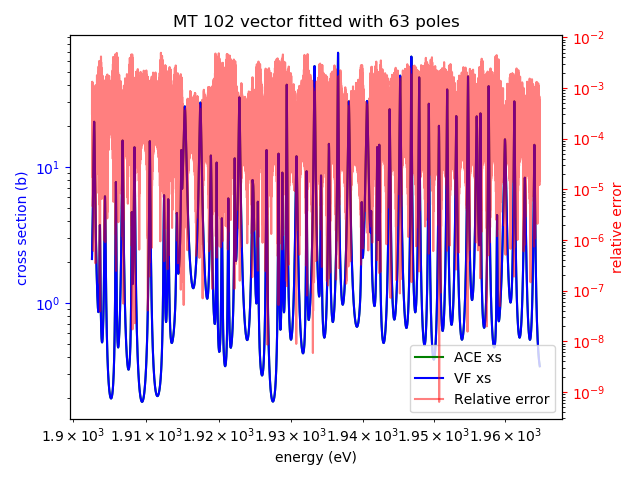 MT 102 vector fitted with 63 poles
cross section (b)
10¹
10⁰
10⁻²
10⁻³
10⁻⁴
10⁻⁵
10⁻⁶
10⁻⁷
10⁻⁸
10⁻⁹
relative error
ACE xs
VF xs
Relative error
1.9 × 10³ 1.91 × 10³ 1.92 × 10³ 1.93 × 10³ 1.94 × 10³ 1.95 × 10³ 1.96 × 10³
energy (eV)